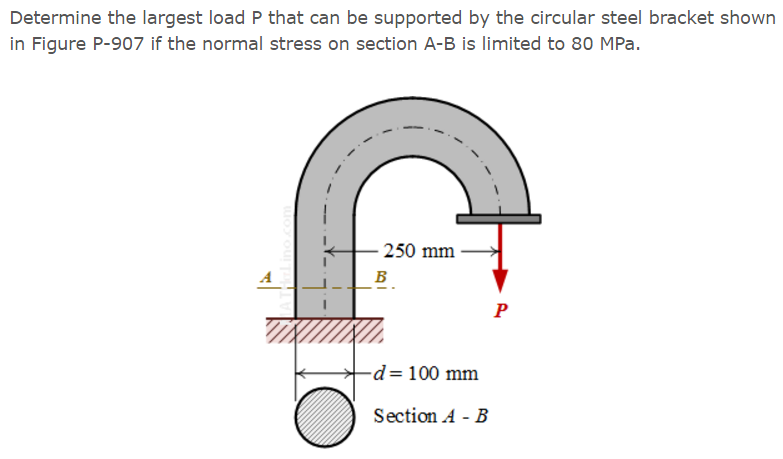 Determine the largest load P that can be supported by the circular steel bracket shown
in Figure P-907 if the normal stress on section A-B is limited to 80 MPa.
250 mm
A
B
P
d = 100 mm
Section A - B